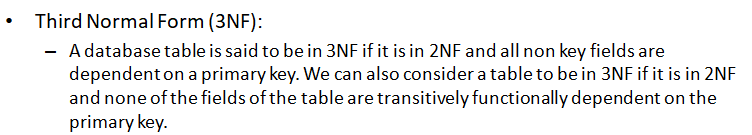 • Third Normal Form (3NF):
– A database table is said to be in 3NF if it is in 2NF and all non key fields are
dependent on a primary key. We can also consider a table to be in 3NF if it is in 2NF
and none of the fields of the table are transitively functionally dependent on the
primary key.